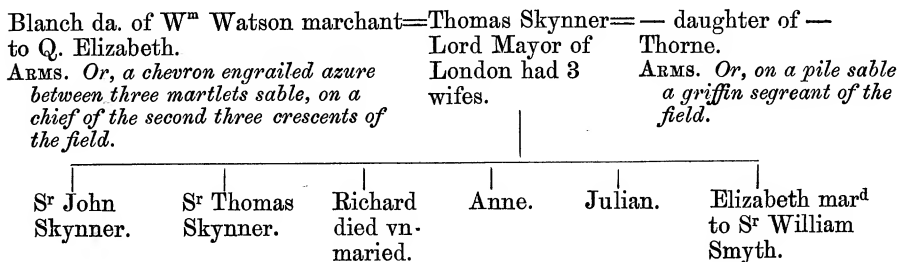 Blanch da. of Wᵐ Watson marchant=Thomas Skynner=— daughter of —
to Q. Elizabeth.
Lord Mayor of
London had 3
wifes.
Thorne.
ARMS. Or, a chevron engrailed azure
between three martlets sable, on a
chief of the second three crescents of
the field.
ARMS. Or, on a pile sable
a griffin segreant of the
field.
Sʳ John
Skynner.
Sʳ Thomas
Skynner.
Richard
died vn-
maried.
Anne.
Julian.
Elizabeth marᵈ
to Sʳ William
Smyth.